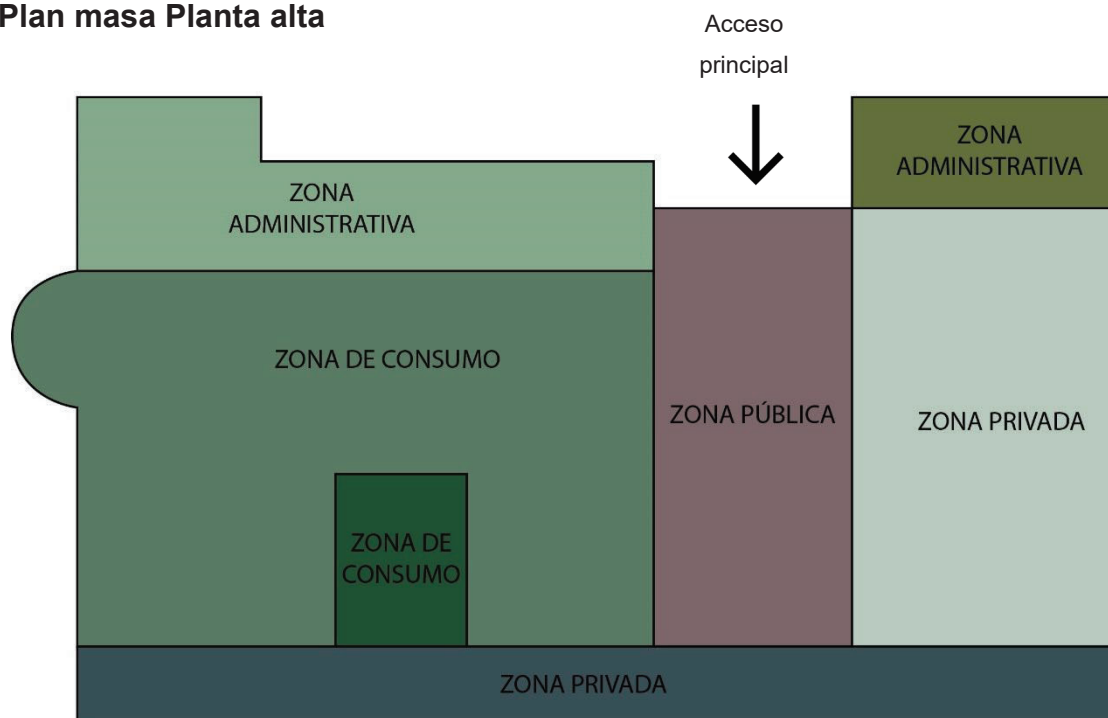 Plan masa Planta alta
Acceso
principal
ZONA
ADMINISTRATIVA
ZONA
ADMINISTRATIVA
ZONA DE CONSUMO
ZONA PÚBLICA
ZONA PRIVADA
ZONA DE
CONSUMO
ZONA PRIVADA